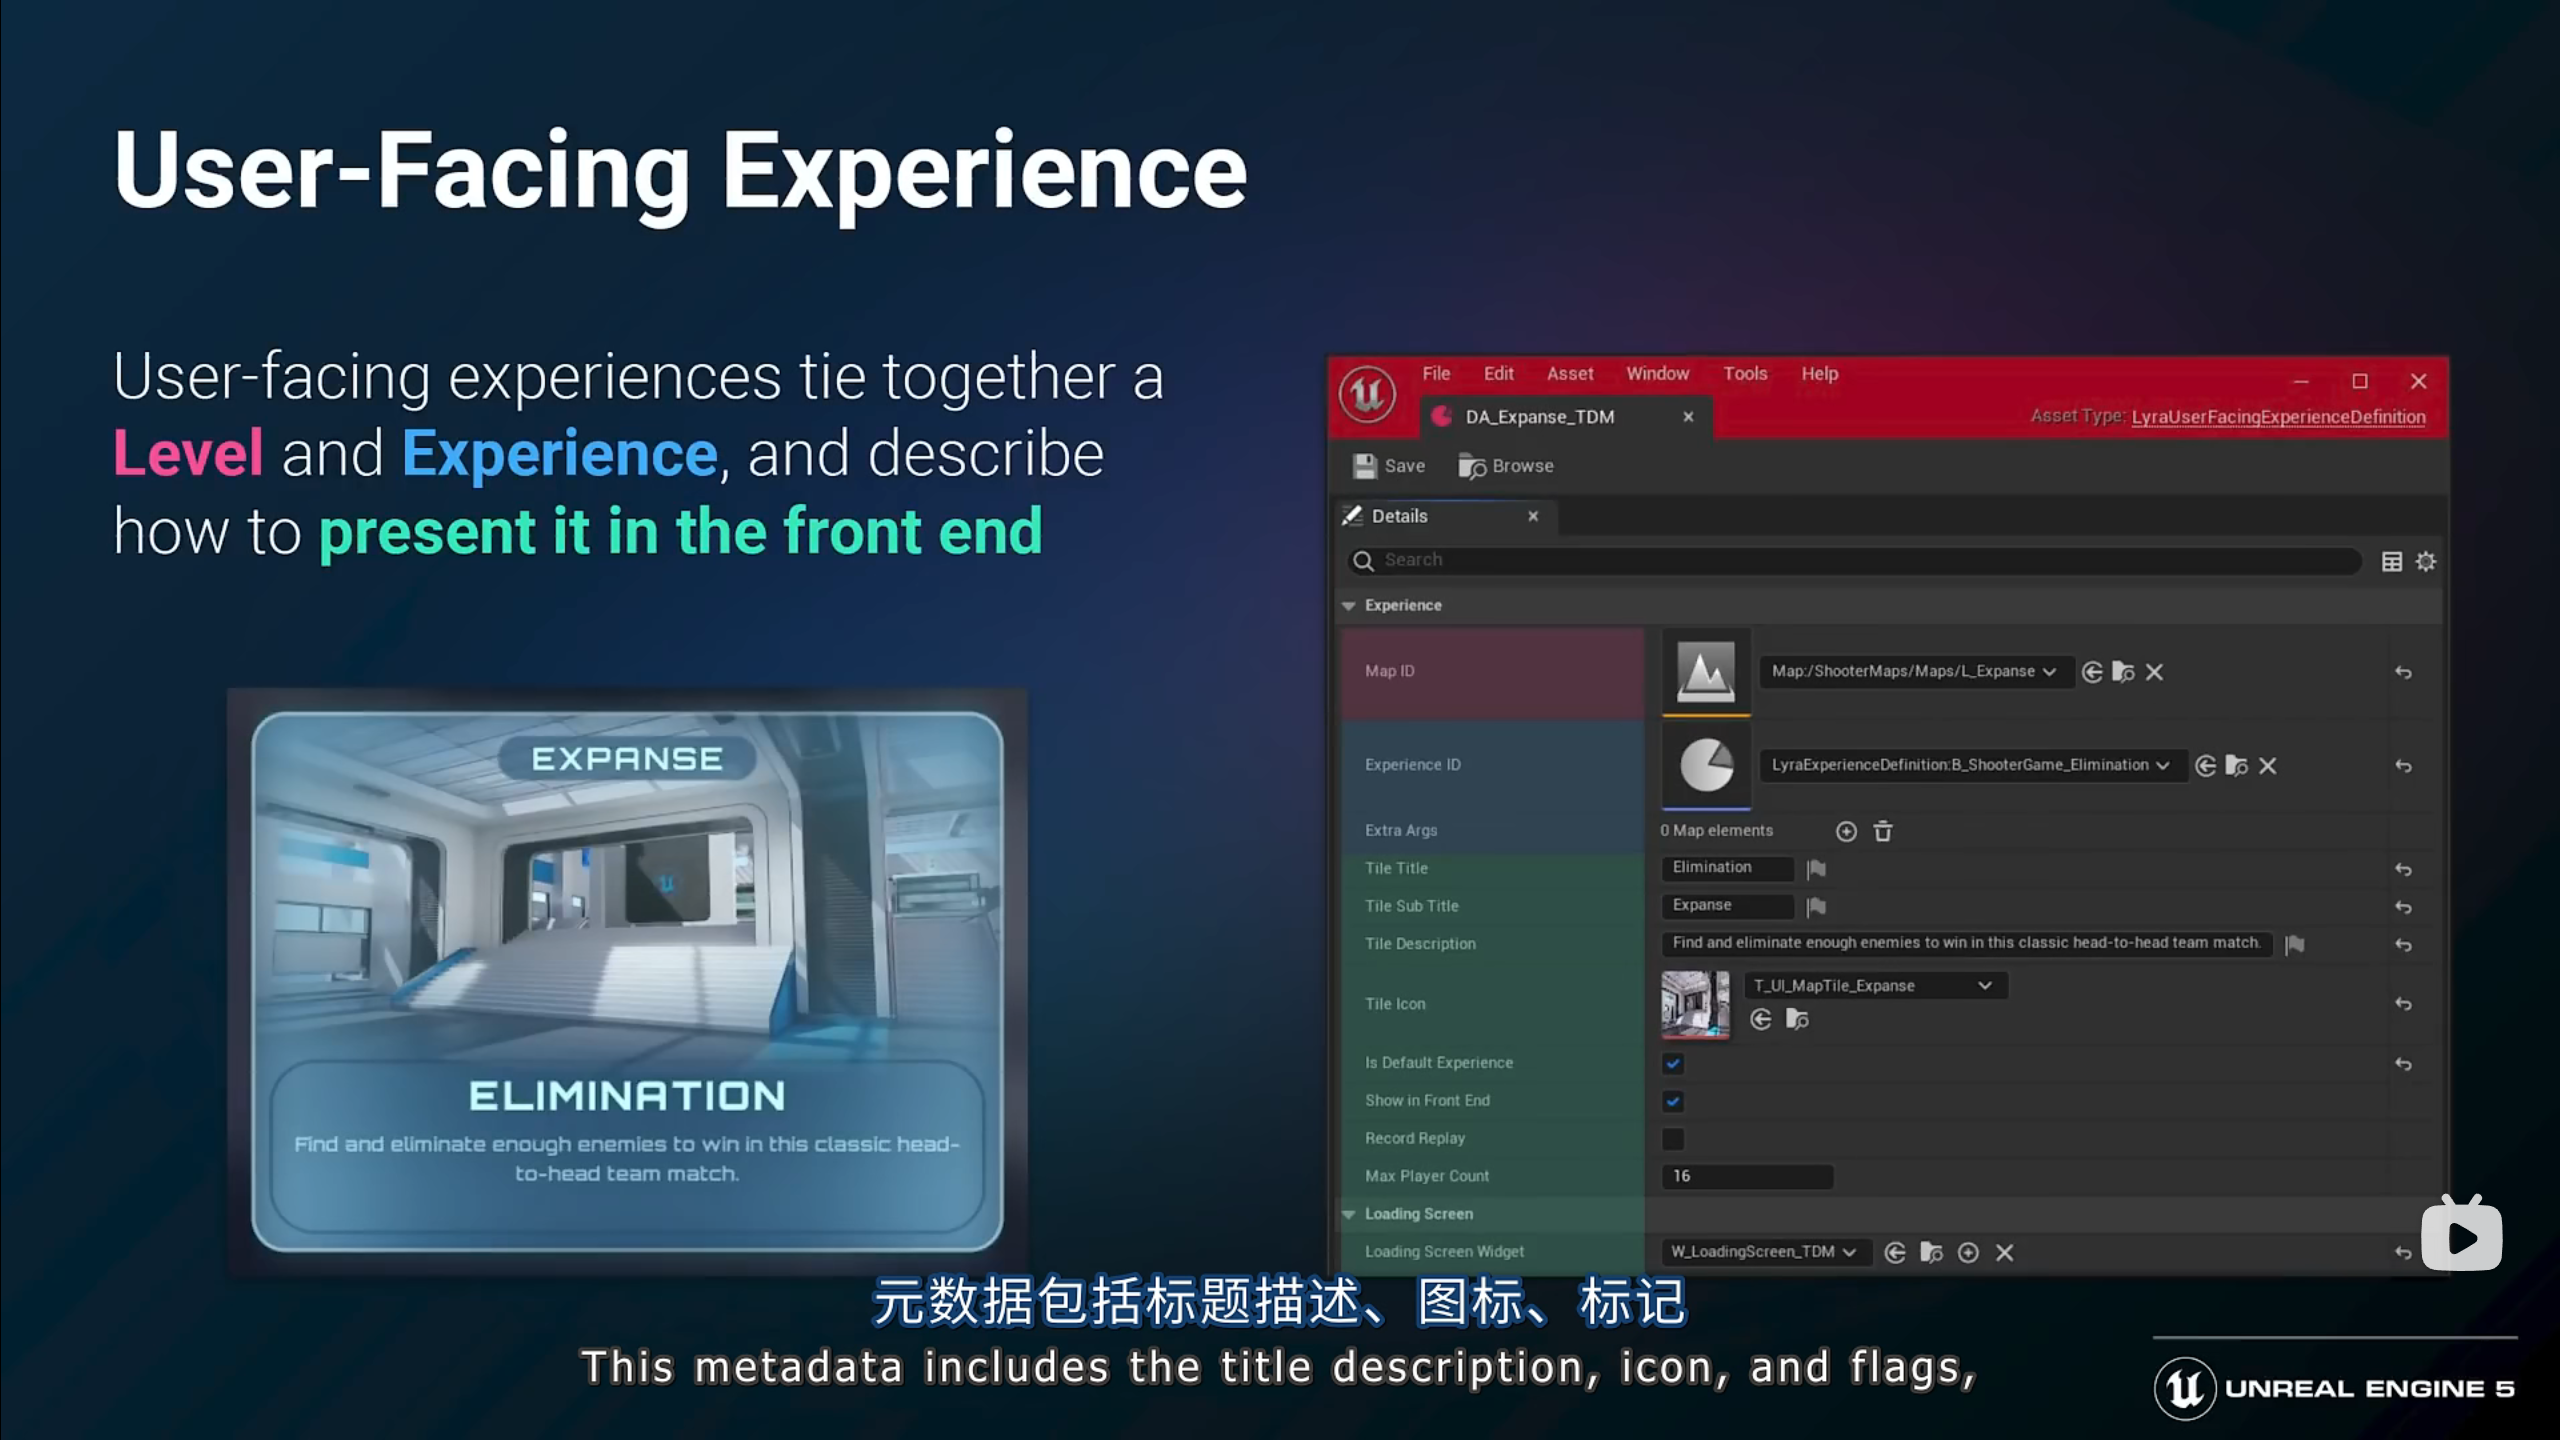 User-Facing Experience
User-facing experiences tie together a
Level and Experience, and describe
how to present it in the front end
EXPANSE
ELIMINATION
Find and eliminate enough enemies to win in this classic head-
to-head team match.
File Edit Asset Window Tools Help
DA_Expanse_TDM
Asset Type: LyraUserFacingExperienceDefinition
Save Browse
Details
Search
Experience
Map ID Map:/ShooterMaps/Maps/L_Expanse
Experience ID LyraExperienceDefinition:B_ShooterGame_Elimination
Extra Args 0 Map elements
Tile Title Elimination
Tile Sub Title Expanse
Tile Description Find and eliminate enough enemies to win in this classic head-to-head team match.
Tile Icon T_UI_MapTile_Expanse
Is Default Experience
Show in Front End
Record Replay
Max Player Count 16
Loading Screen
Loading Screen Widget W_LoadingScreen_TDM
元数据包括标题描述、图标、标记
This metadata includes the title description, icon, and flags,
UNREAL ENGINE 5